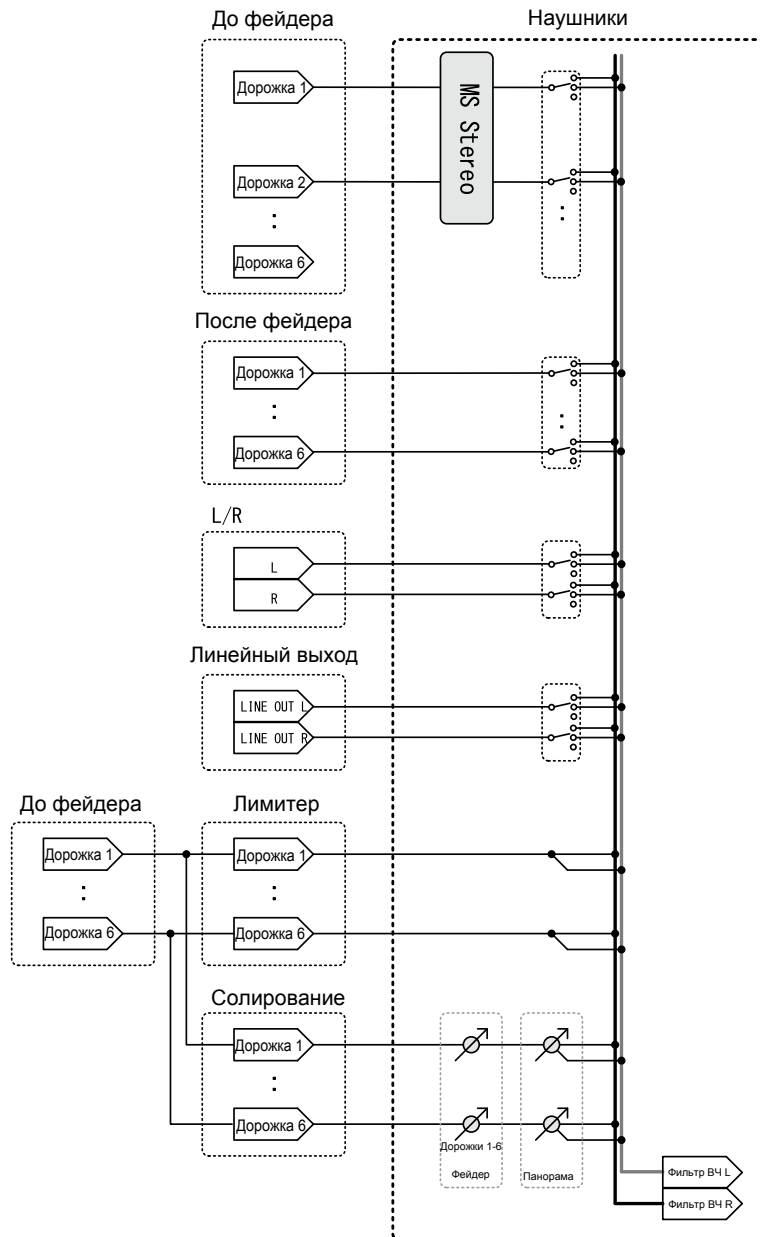 До фейдера
Наушники
Дорожка 1
MS Stereo
Дорожка 2
Дорожка 6
После фейдера
Дорожка 1
Дорожка 6
L/R
L
R
Линейный выход
LINE OUT L
LINE OUT R
До фейдера
Лимитер
Дорожка 1
Дорожка 1
Дорожка 6
Дорожка 6
Солирование
Дорожка 1
Дорожка 6
Дорожки 1-6
Фейдер
Панорама
Фильтр ВЧ L
Фильтр ВЧ R